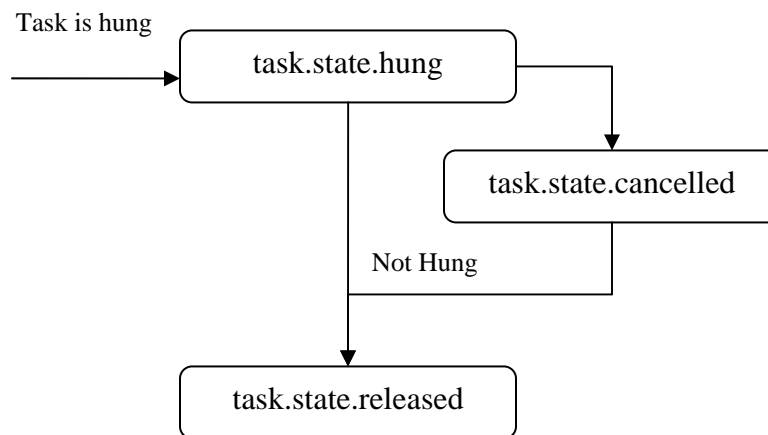 Task is hung
task.state.hung
task.state.cancelled
Not Hung
task.state.released